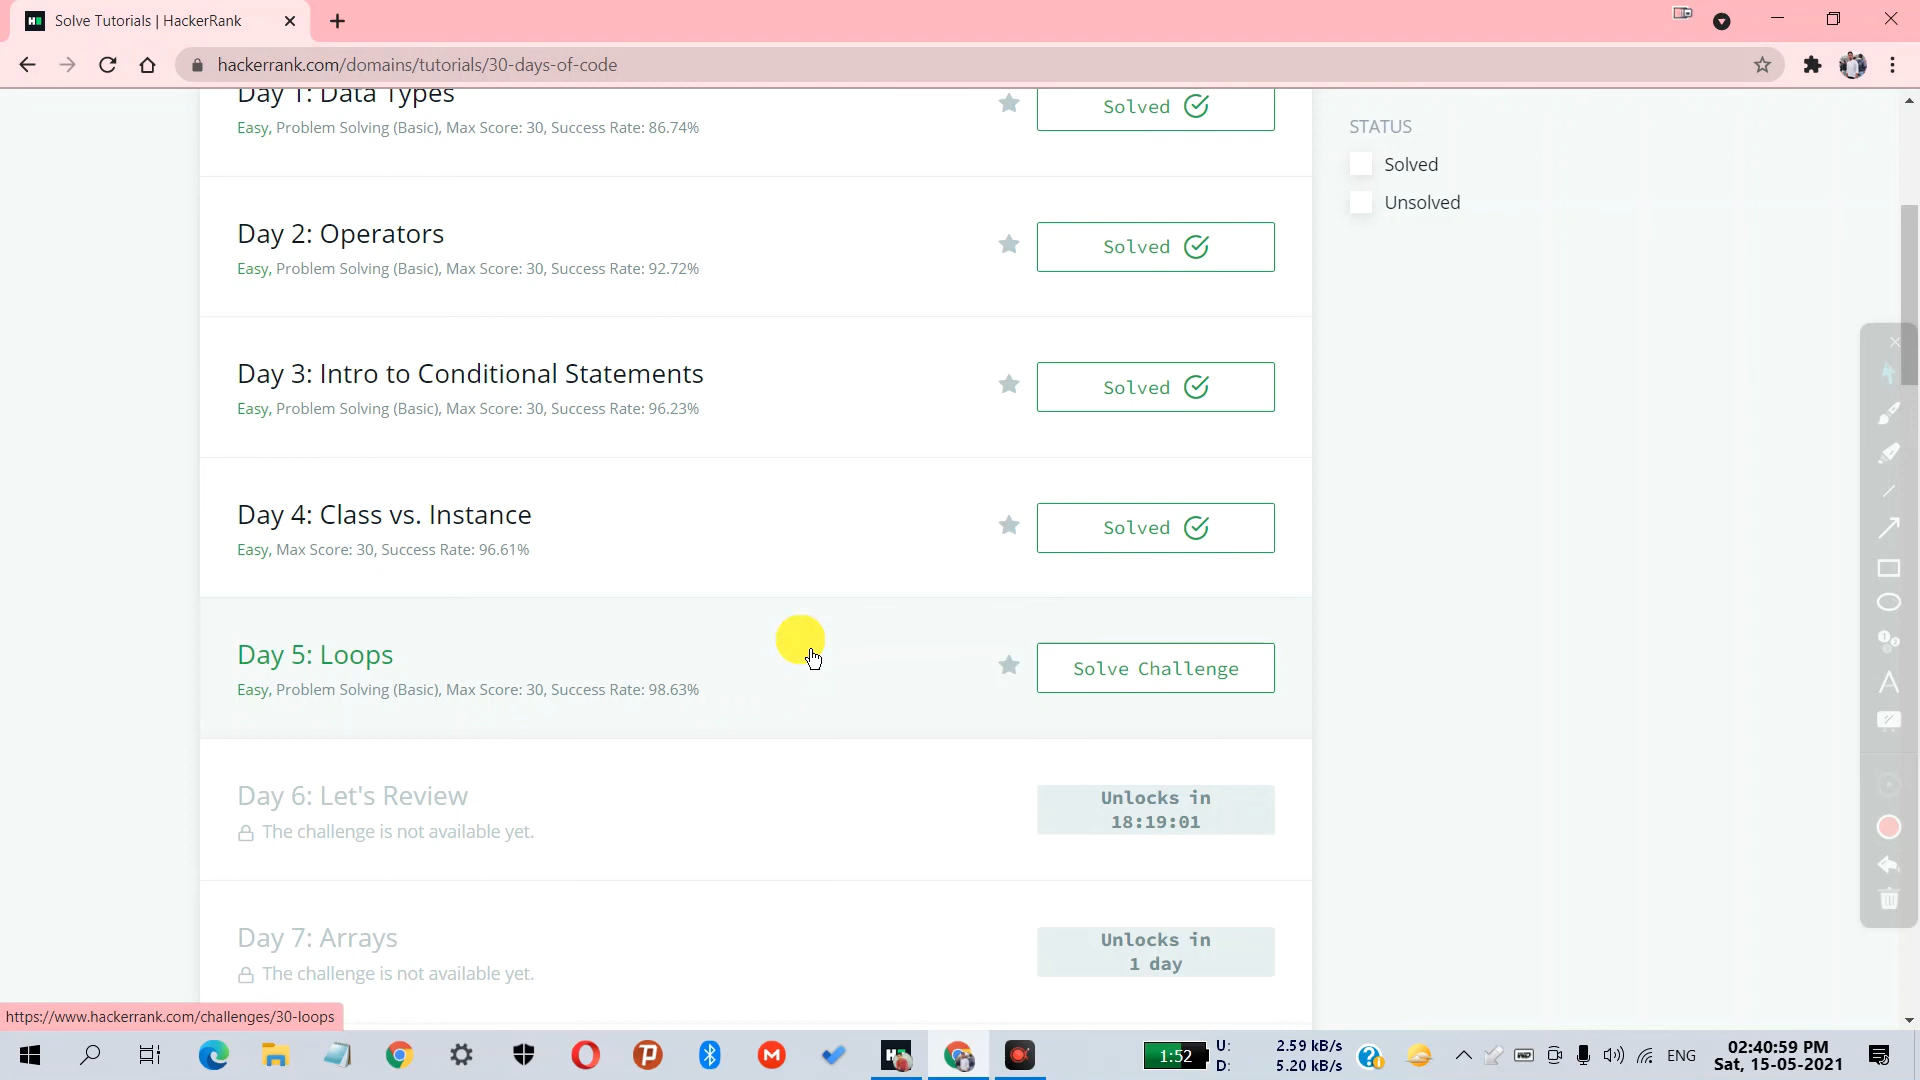 Solve Tutorials | HackerRank
hackerrank.com/domains/tutorials/30-days-of-code
Day 1: Data Types
Easy, Problem Solving (Basic), Max Score: 30, Success Rate: 86.74%
Solved
STATUS
Solved
Unsolved
Day 2: Operators
Easy, Problem Solving (Basic), Max Score: 30, Success Rate: 92.72%
Solved
Day 3: Intro to Conditional Statements
Easy, Problem Solving (Basic), Max Score: 30, Success Rate: 96.23%
Solved
Day 4: Class vs. Instance
Easy, Max Score: 30, Success Rate: 96.61%
Solved
Day 5: Loops
Easy, Problem Solving (Basic), Max Score: 30, Success Rate: 98.63%
Solve Challenge
Day 6: Let's Review
The challenge is not available yet.
Unlocks in
18:19:01
Day 7: Arrays
The challenge is not available yet.
Unlocks in
1 day
https://www.hackerrank.com/challenges/30-loops
1:52
U: 2.59 kB/s
D: 5.20 kB/s
ENG
02:40:59 PM
Sat, 15-05-2021